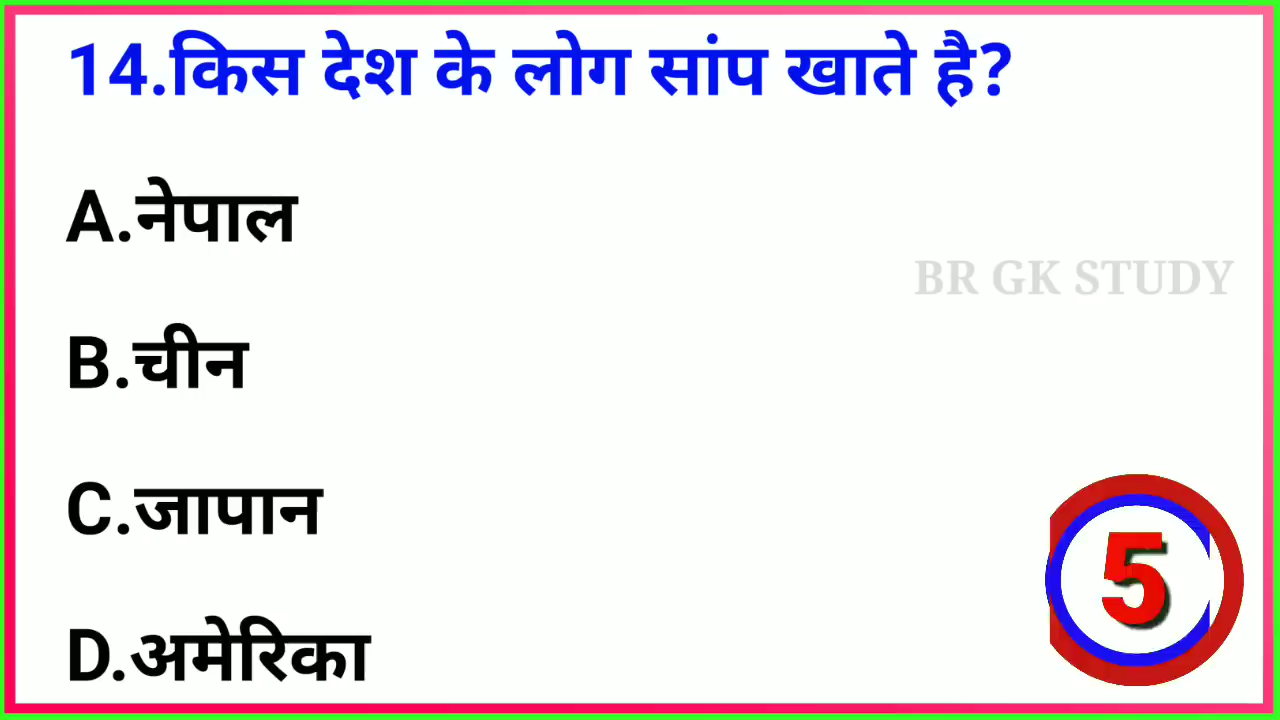 14.किस देश के लोग सांप खाते है?
A.नेपाल
BR GK STUDY
B.चीन
C.जापान
5
D.अमेरिका